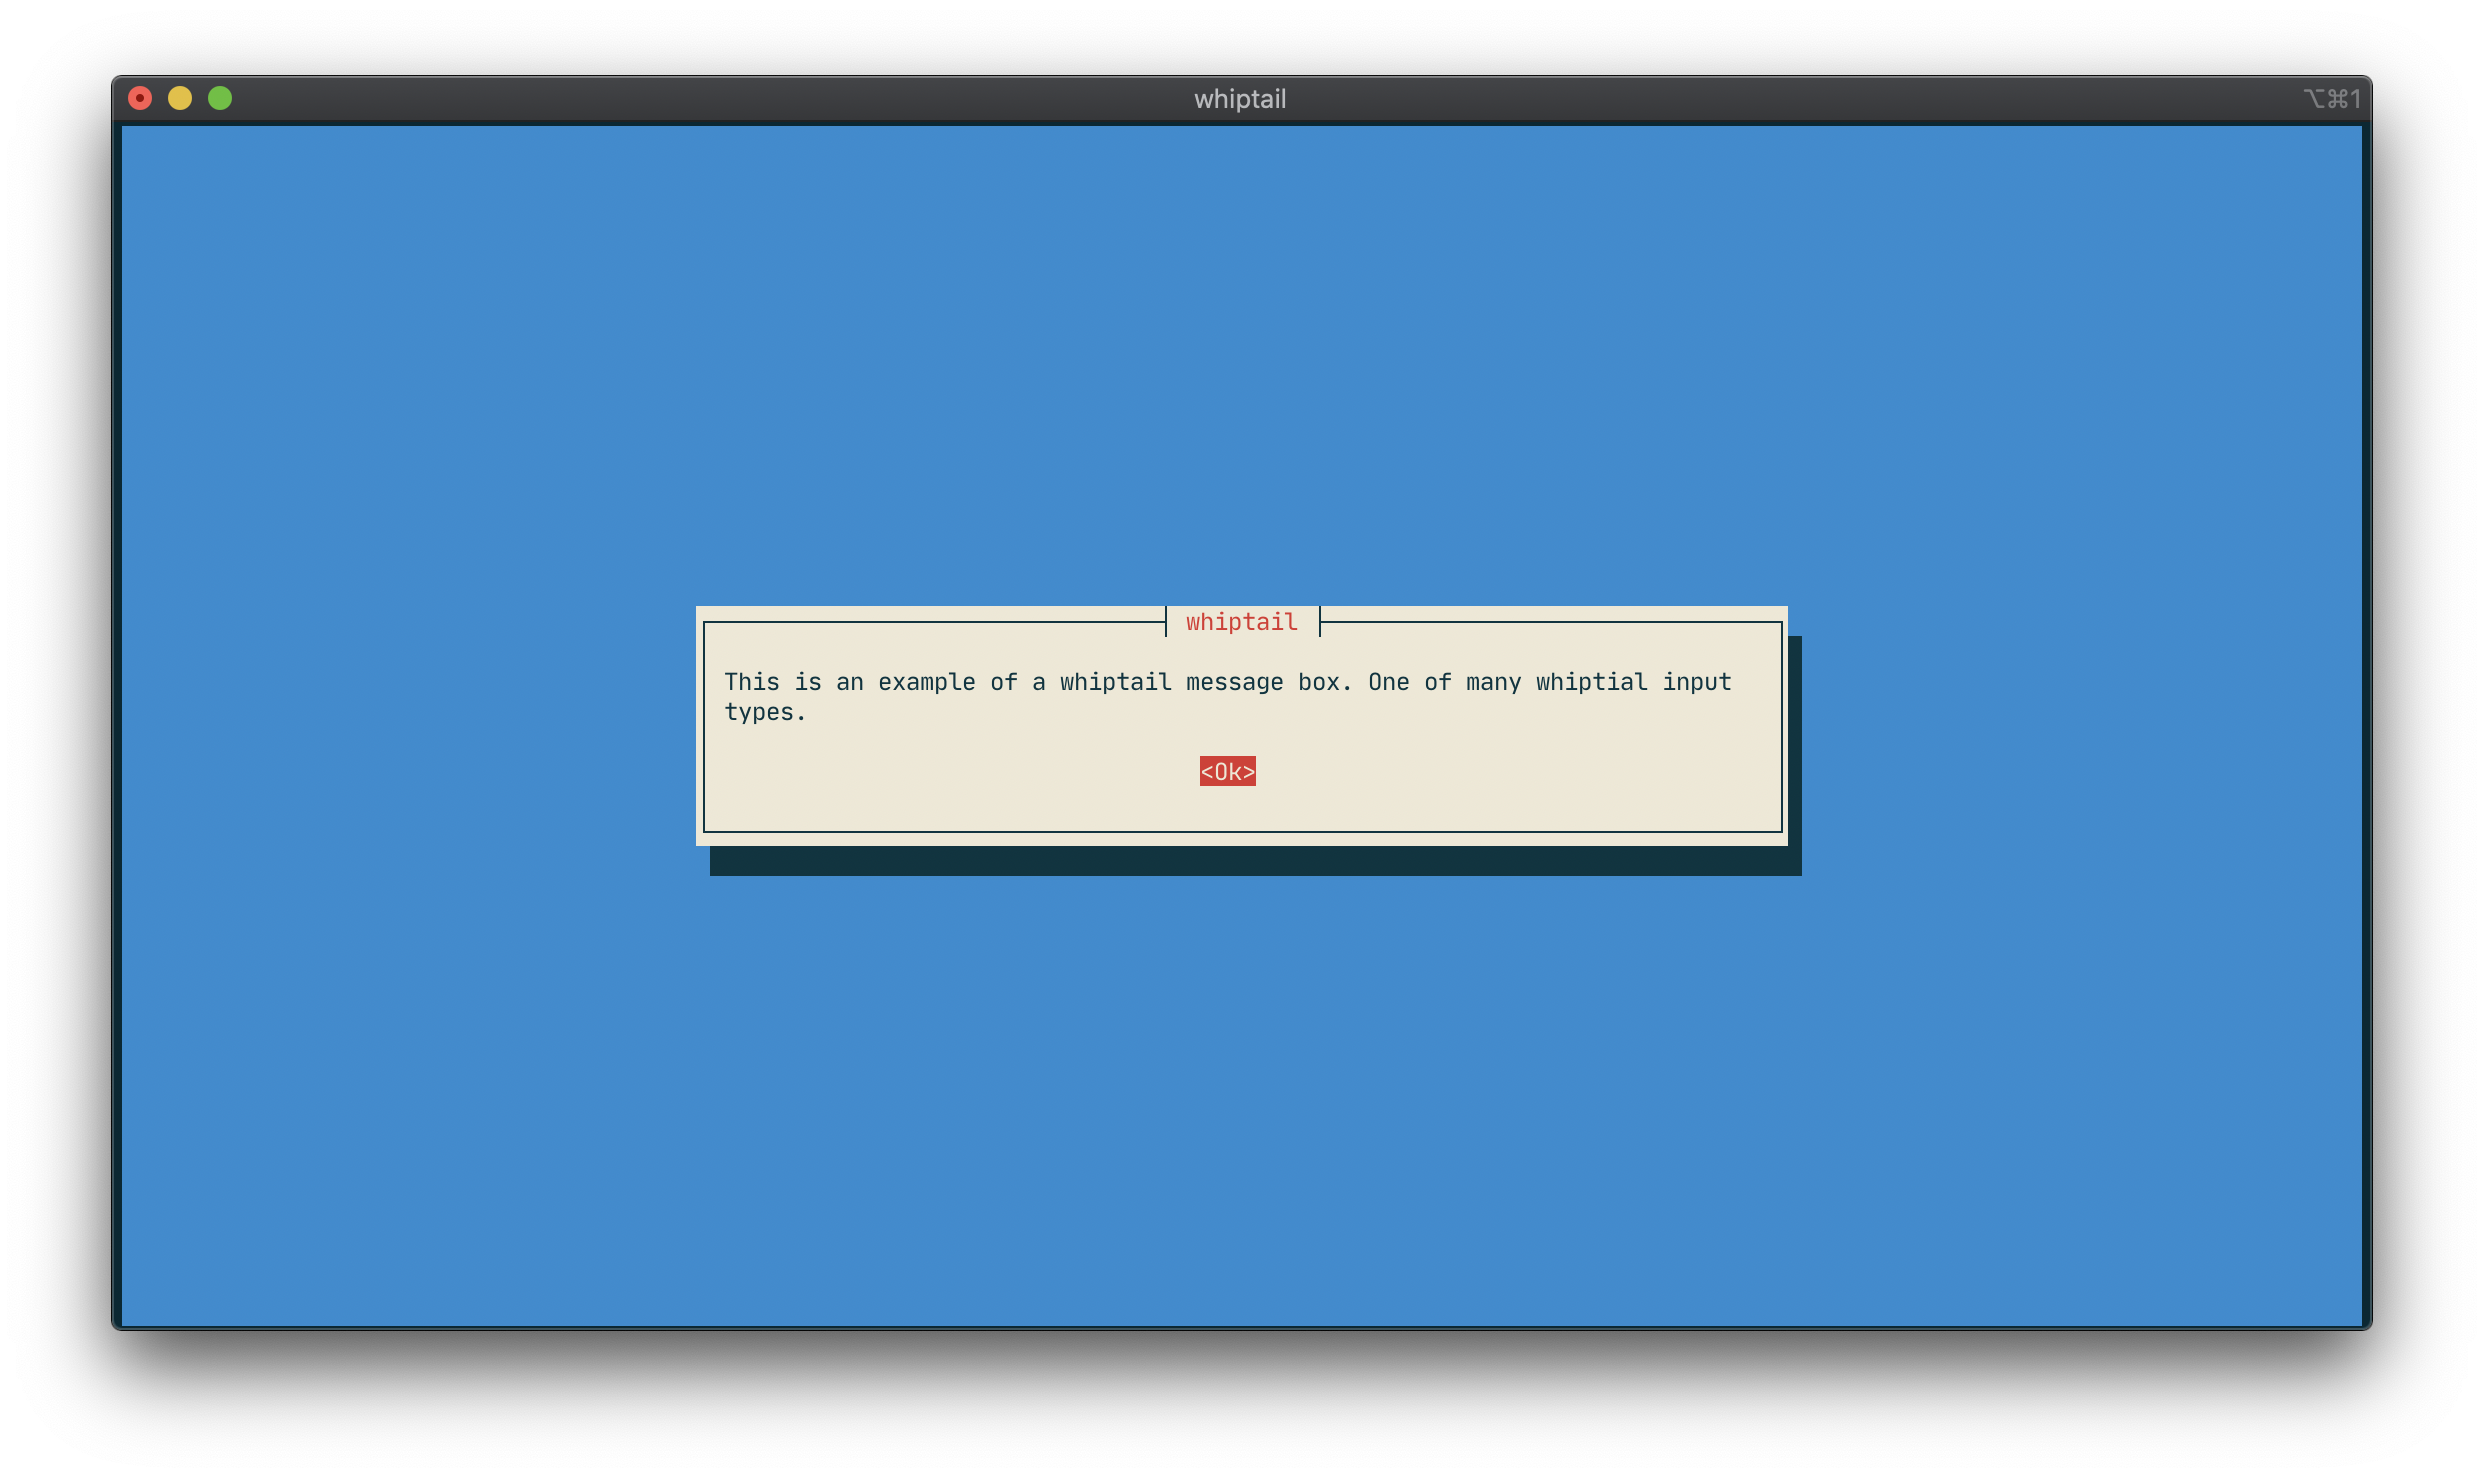 whiptail
⌥⌘1
whiptail
This is an example of a whiptail message box. One of many whiptial input
types.
<Ok>